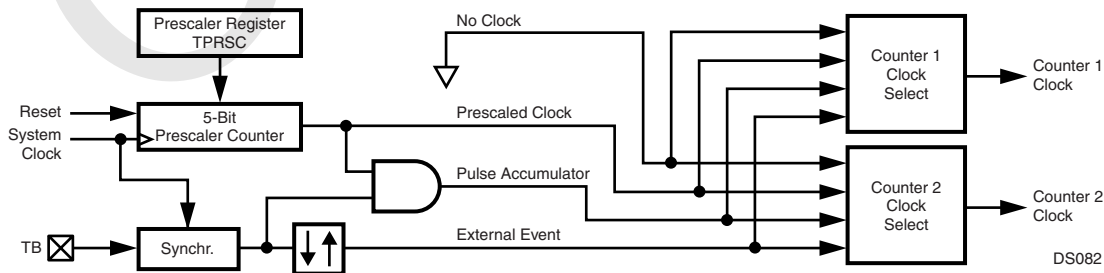 Prescaler Register
TPRSC
No Clock
Counter 1
Clock
Select
Counter 1
Clock
Reset
System
Clock
5-Bit
Prescaler Counter
Prescaled Clock
Pulse Accumulator
Counter 2
Clock
Select
Counter 2
Clock
TB
Synchr.
External Event
DS082